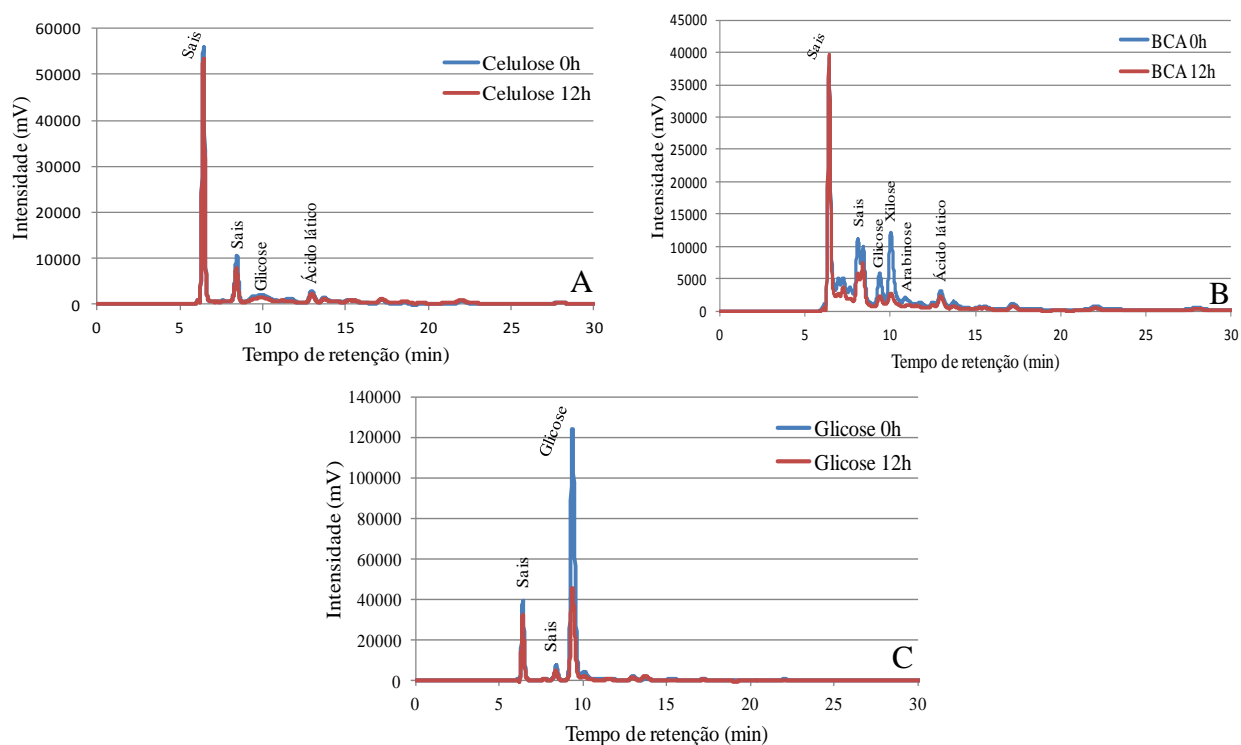 60000
50000
40000
30000
20000
10000
0
Intensidade (mV)
Sais
Sais
Glicose
Ácido lático
Celulose 0h
Celulose 12h
A
0 5 10 15 20 25 30
Tempo de retenção (min)
45000
40000
35000
30000
25000
20000
15000
10000
5000
0
Intensidade (mV)
Sais
Sais
Glicose
Xilose
Arabinose
Ácido lático
BCA 0h
BCA 12h
B
0 5 10 15 20 25 30
Tempo de retenção (min)
140000
120000
100000
80000
60000
40000
20000
0
Intensidade (mV)
Sais
Sais
Glicose
Glicose 0h
Glicose 12h
C
0 5 10 15 20 25 30
Tempo de retenção (min)